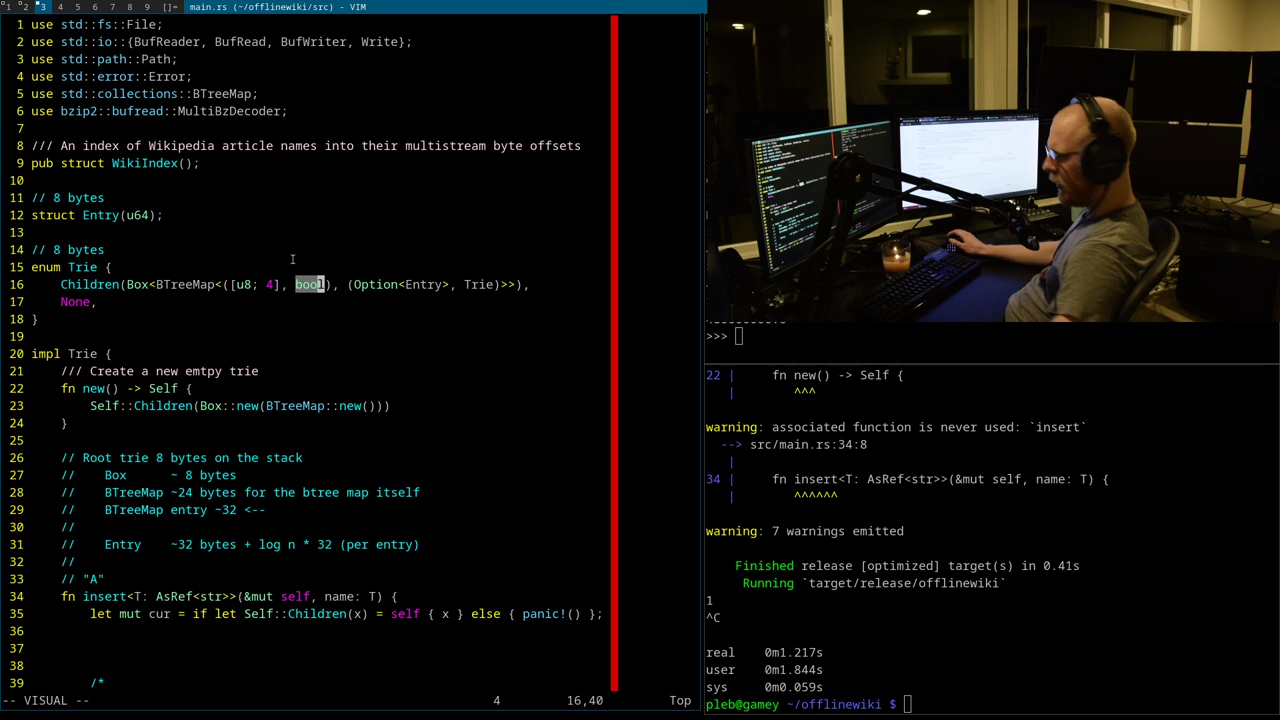 1 2 3 4 5 6 7 8 9 []= main.rs (~/offlinewiki/src) - VIM
1 use std::fs::File;
2 use std::io::{BufReader, BufRead, BufWriter, Write};
3 use std::path::Path;
4 use std::error::Error;
5 use std::collections::BTreeMap;
6 use bzip2::bufread::MultiBzDecoder;
7
8 /// An index of Wikipedia article names into their multistream byte offsets
9 pub struct WikiIndex();
10
11 // 8 bytes
12 struct Entry(u64);
13
14 // 8 bytes
15 enum Trie {
16     Children(Box<BTreeMap<([u8; 4], bool), (Option<Entry>, Trie)>>),
17     None,
18 }
19
20 impl Trie {
21     /// Create a new emtpy trie
22     fn new() -> Self {
23         Self::Children(Box::new(BTreeMap::new()))
24     }
25
26     // Root trie 8 bytes on the stack
27     //    Box      ~ 8 bytes
28     //    BTreeMap ~24 bytes for the btree map itself
29     //    BTreeMap entry ~32 <--
30     //
31     //    Entry    ~32 bytes + log n * 32 (per entry)
32     //
33     // "A"
34     fn insert<T: AsRef<str>>(&mut self, name: T) {
35         let mut cur = if let Self::Children(x) = self { x } else { panic!() };
36
37
38
39         /*
-- VISUAL -- 4 16,40 Top
>>>
22 |     fn new() -> Self {
|        ^^^
warning: associated function is never used: `insert`
--> src/main.rs:34:8
|
34 |     fn insert<T: AsRef<str>>(&mut self, name: T) {
|        ^^^^^^
warning: 7 warnings emitted
Finished release [optimized] target(s) in 0.41s
Running `target/release/offlinewiki`
1
^C
real    0m1.217s
user    0m1.844s
sys     0m0.059s
pleb@gamey ~/offlinewiki $